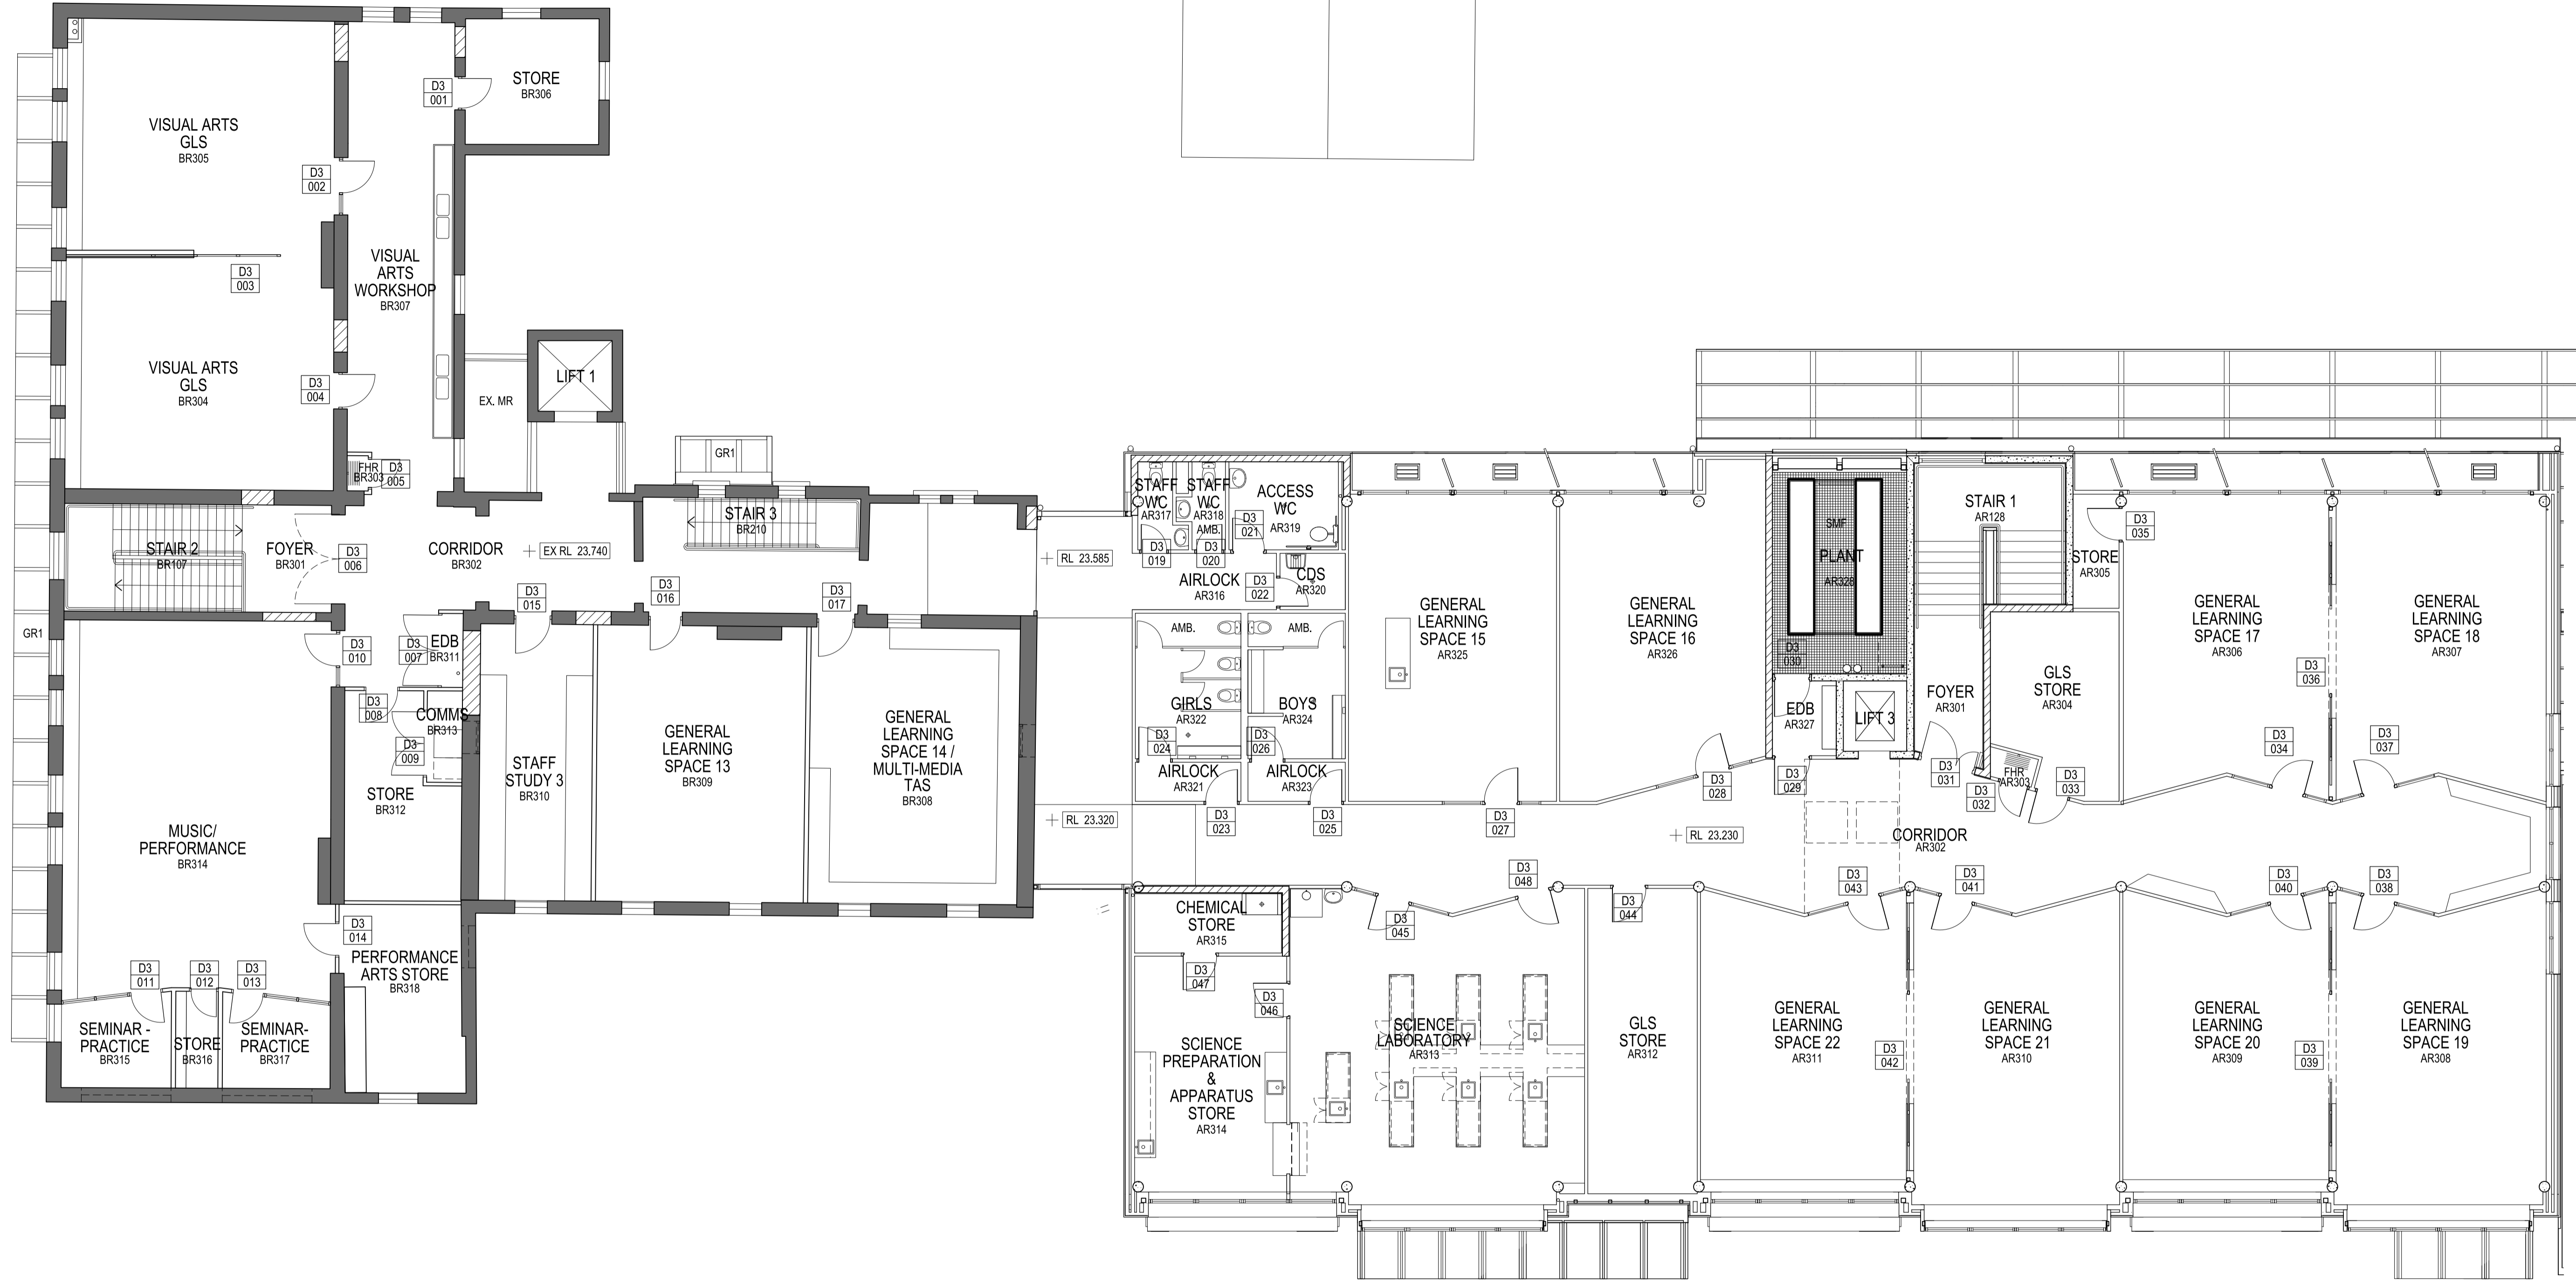 VISUAL ARTS
GLS
BR305
D3
001
STORE
BR306
D3
002
VISUAL
ARTS
WORKSHOP
BR307
D3
003
VISUAL ARTS
GLS
BR304
D3
004
LIFT 1
EX. MR
FHR
BR303
D3
005
GR1
STAIR 2
BR107
FOYER
BR301
D3
006
CORRIDOR
BR302
EX RL 23.740
STAIR 3
BR210
D3
015
D3
016
D3
017
RL 23.585
GR1
D3
010
D3
007
EDB
BR311
D3
008
COMMS
BR313
D3
009
STORE
BR312
STAFF
STUDY 3
BR310
GENERAL
LEARNING
SPACE 13
BR309
GENERAL
LEARNING
SPACE 14 /
MULTI-MEDIA
TAS
BR308
MUSIC/
PERFORMANCE
BR314
D3
014
PERFORMANCE
ARTS STORE
BR318
D3
011
D3
012
D3
013
SEMINAR -
PRACTICE
BR315
STORE
BR316
SEMINAR-
PRACTICE
BR317
STAFF
WC
AR317
STAFF
WC
AR318
AMB.
ACCESS
WC
AR319
D3
019
D3
020
D3
021
AIRLOCK
AR316
D3
022
CDS
AR320
AMB.
AMB.
GIRLS
AR322
BOYS
AR324
D3
024
D3
026
AIRLOCK
AR321
AIRLOCK
AR323
RL 23.320
D3
023
D3
025
GENERAL
LEARNING
SPACE 15
AR325
GENERAL
LEARNING
SPACE 16
AR326
D3
027
D3
028
SMF
PLANT
AR328
D3
030
EDB
AR327
D3
029
LIFT 3
STAIR 1
AR128
FOYER
AR301
D3
031
D3
032
FHR
AR303
D3
033
STORE
AR305
D3
035
GLS
STORE
AR304
GENERAL
LEARNING
SPACE 17
AR306
D3
036
GENERAL
LEARNING
SPACE 18
AR307
D3
034
D3
037
RL 23.230
CORRIDOR
AR302
CHEMICAL
STORE
AR315
D3
047
D3
046
SCIENCE
PREPARATION
&
APPARATUS
STORE
AR314
D3
045
D3
048
SCIENCE
LABORATORY
AR313
D3
044
GLS
STORE
AR312
D3
043
GENERAL
LEARNING
SPACE 22
AR311
D3
042
D3
041
GENERAL
LEARNING
SPACE 21
AR310
D3
040
GENERAL
LEARNING
SPACE 20
AR309
D3
039
D3
038
GENERAL
LEARNING
SPACE 19
AR308